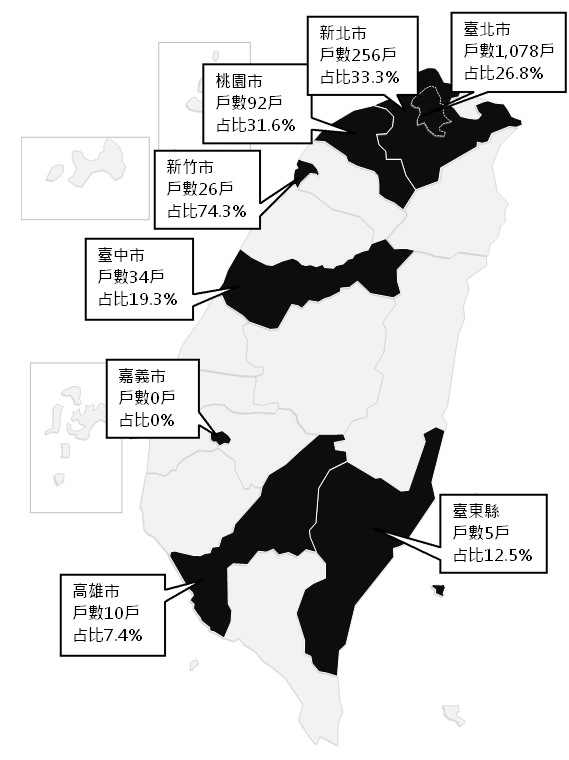 新北市
戶數256戶
占比33.3%
臺北市
戶數1,078戶
占比26.8%
桃園市
戶數92戶
占比31.6%
新竹市
戶數26戶
占比74.3%
臺中市
戶數34戶
占比19.3%
嘉義市
戶數0戶
占比0%
臺東縣
戶數5戶
占比12.5%
高雄市
戶數10戶
占比7.4%